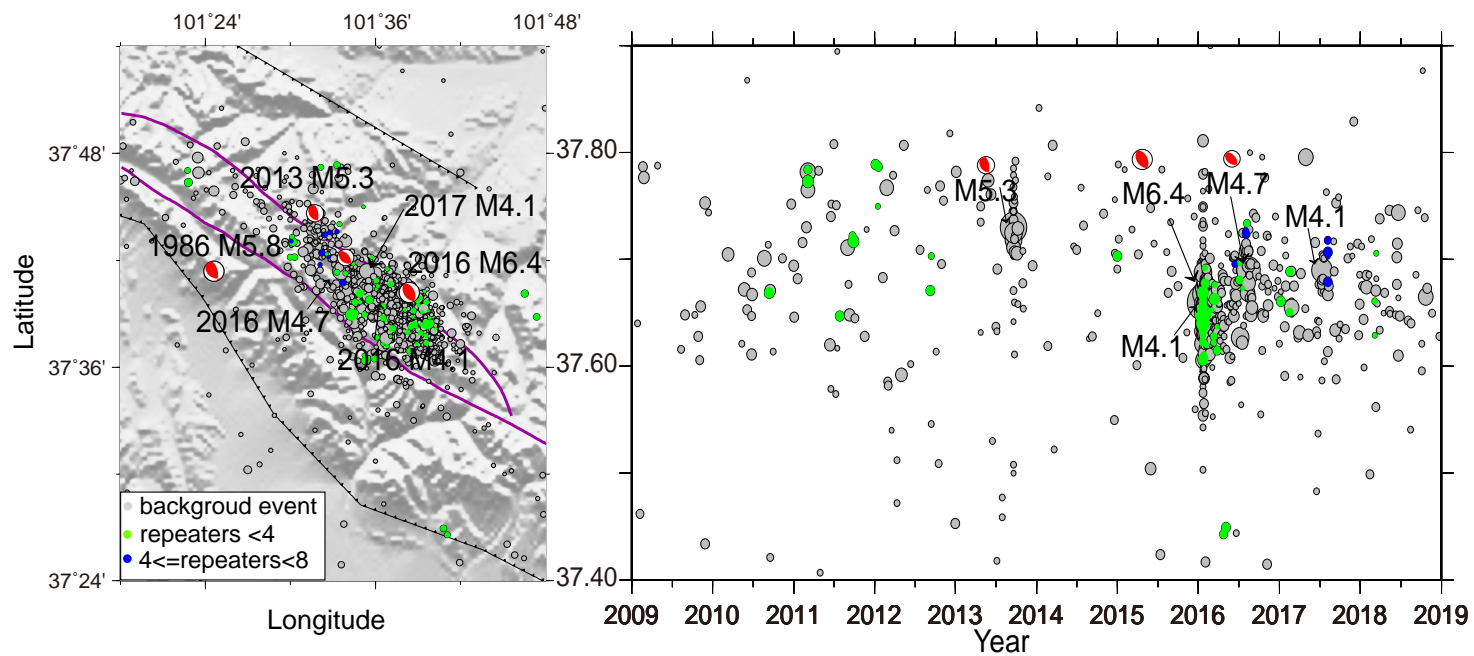 101˚24'
101˚36'
101˚48'
Latitude
37˚48'
37˚36'
37˚24'
2013 M5.3
2017 M4.1
1986 M5.8
2016 M6.4
2016 M4.7
2016 M4.1
backgroud event
repeaters <4
4<=repeaters<8
Longitude
37.80
37.60
37.40
M5.3
M6.4
M4.7
M4.1
M4.1
2009 2010 2011 2012 2013 2014 2015 2016 2017 2018 2019
Year